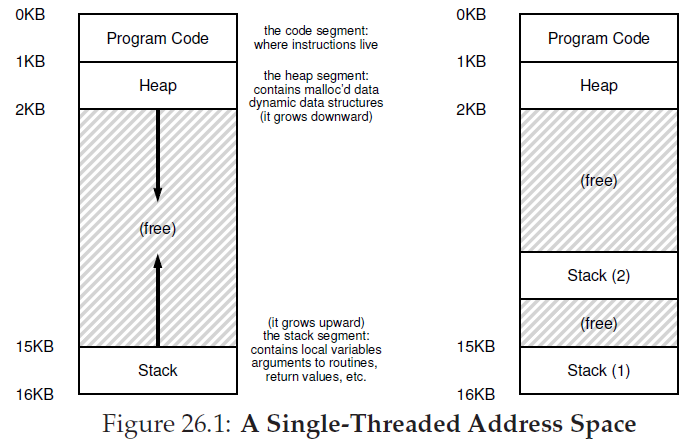 0KB
Program Code
the code segment:
where instructions live
1KB
Heap
the heap segment:
contains malloc'd data
dynamic data structures
(it grows downward)
2KB
(free)
(it grows upward)
the stack segment:
contains local variables
arguments to routines,
return values, etc.
15KB
Stack
16KB
0KB
Program Code
1KB
Heap
2KB
(free)
Stack (2)
(free)
15KB
Stack (1)
16KB
Figure 26.1: A Single-Threaded Address Space